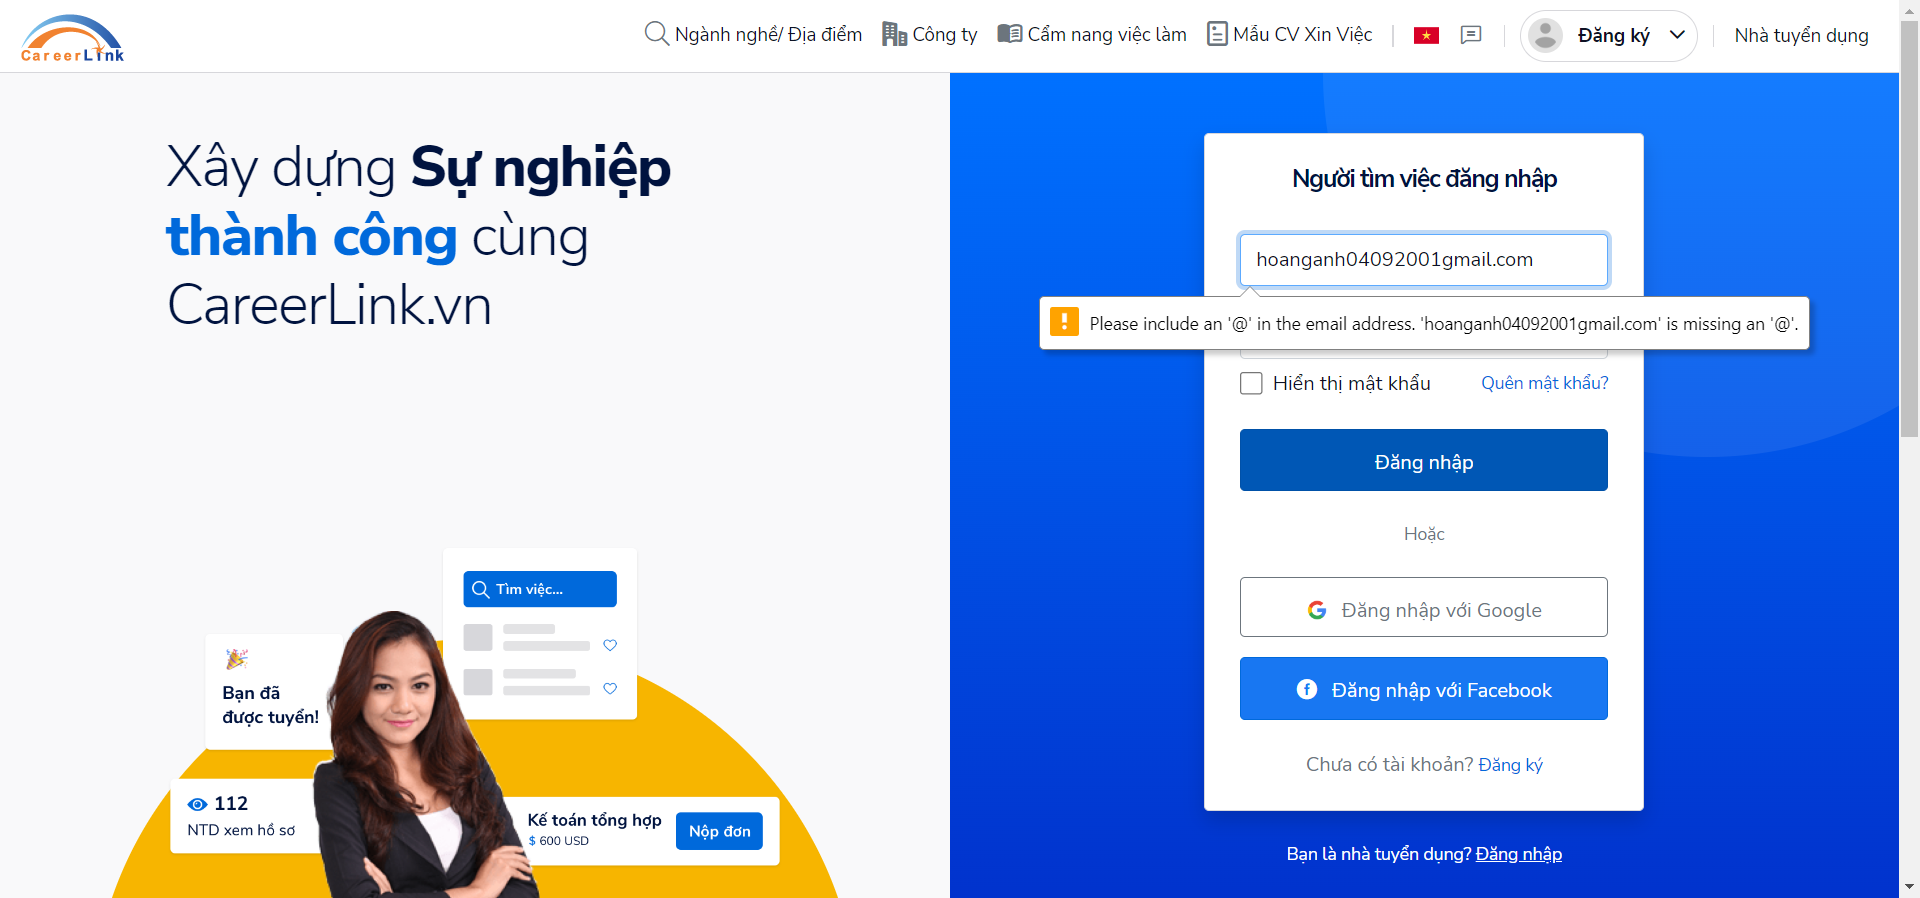 CareerLink
Ngành nghề/ Địa điểm
Công ty
Cẩm nang việc làm
Mẫu CV Xin Việc
Đăng ký
Nhà tuyển dụng
Xây dựng Sự nghiệp
thành công cùng
CareerLink.vn
Tìm việc...
Bạn đã
được tuyển!
112
NTD xem hồ sơ
Kế toán tổng hợp
$ 600 USD
Nộp đơn
Người tìm việc đăng nhập
hoanganh04092001gmail.com
Please include an '@' in the email address. 'hoanganh04092001gmail.com' is missing an '@'.
Hiển thị mật khẩu
Quên mật khẩu?
Đăng nhập
Hoặc
Đăng nhập với Google
Đăng nhập với Facebook
Chưa có tài khoản? Đăng ký
Bạn là nhà tuyển dụng? Đăng nhập